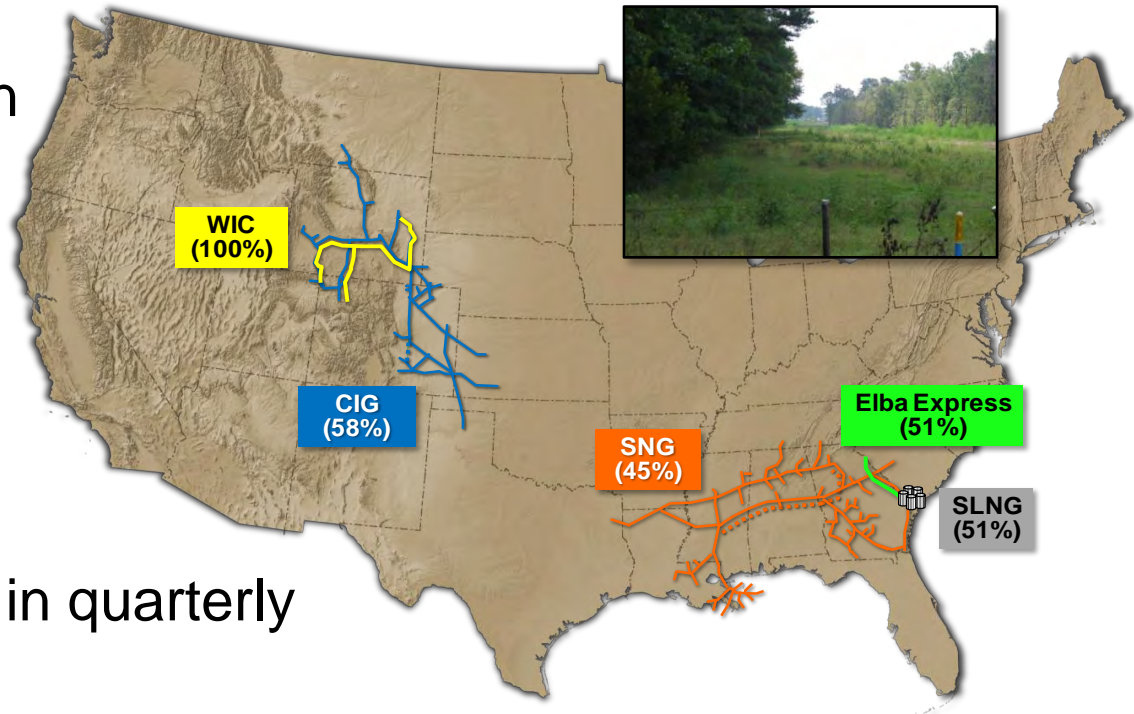 WIC
(100%)
CIG
(58%)
SNG
(45%)
Elba Express
(51%)
SLNG
(51%)
in quarterly